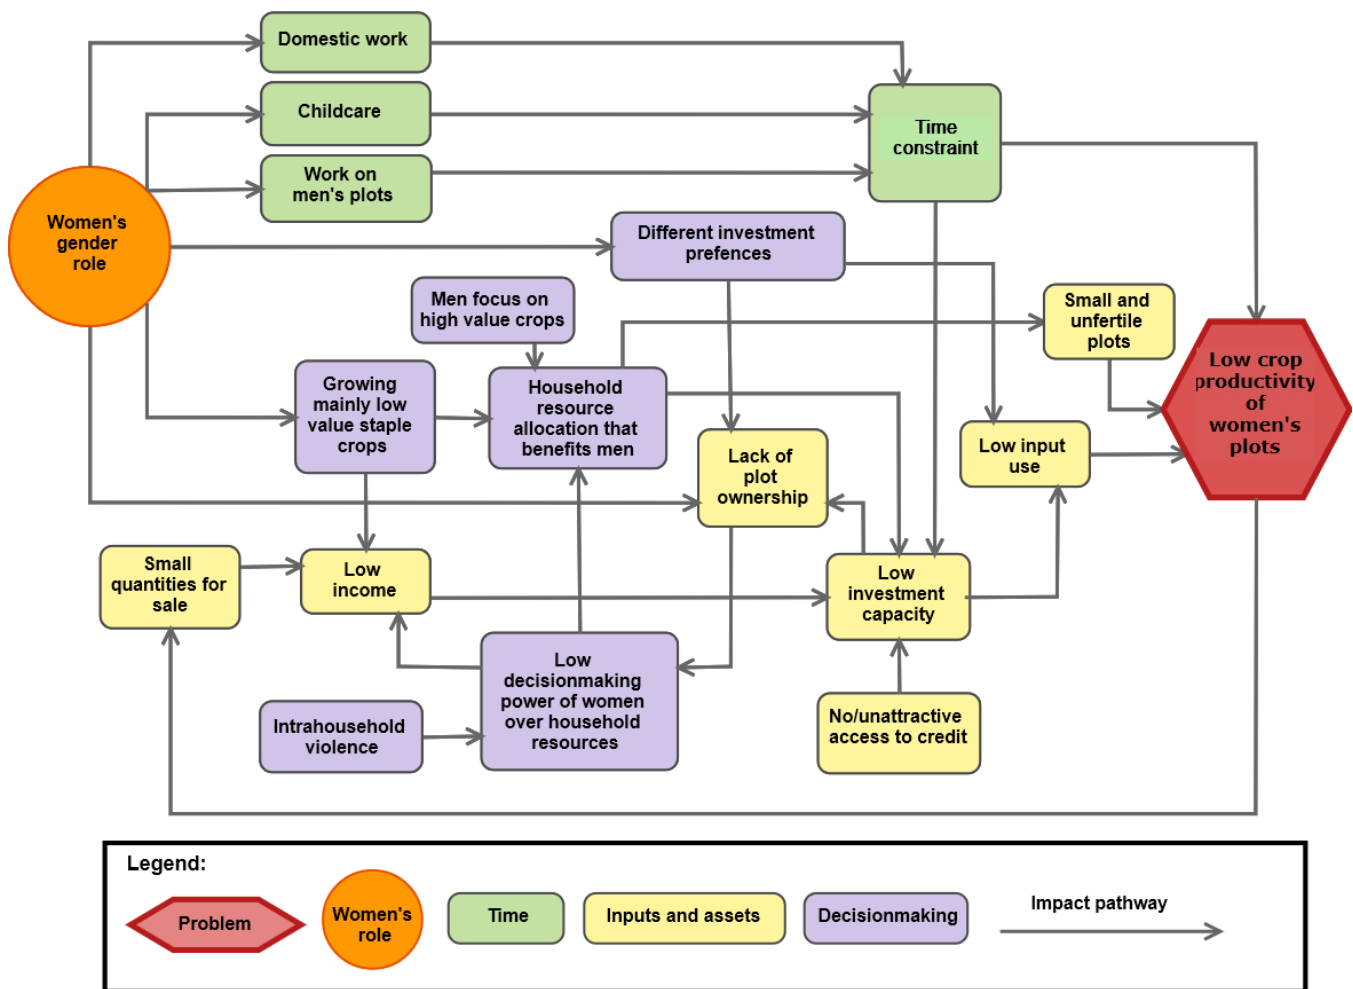 Domestic work
Childcare
Work on
men's plots
Time
constraint
Women's
gender
role
Different investment
prefences
Men focus on
high value crops
Small and
unfertile
plots
Growing
mainly low
value staple
crops
Household
resource
allocation that
benefits men
Low crop
productivity
of
women's
plots
Lack of
plot
ownership
Low input
use
Small
quantities for
sale
Low
income
Low
investment
capacity
Low
decisionmaking
power of women
over household
resources
Intrahousehold
violence
No/unattractive
access to credit
Legend:
Problem
Women's
role
Time
Inputs and assets
Decisionmaking
Impact pathway